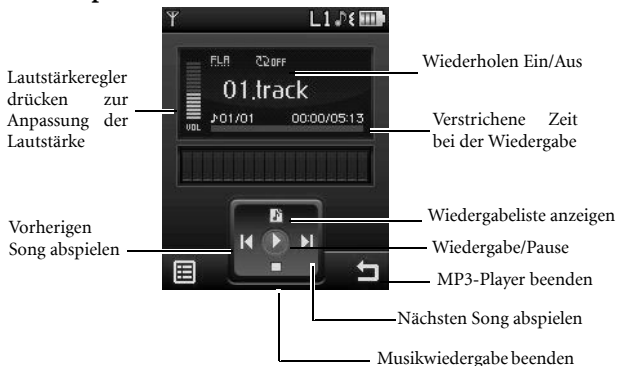 L1
Lautstärkeregler
drücken zur
Anpassung der
Lautstärke
FLA OFF
01.track
01/01 00:00/05:13
VOL
Wiederholen Ein/Aus
Verstrichene Zeit
bei der Wiedergabe
Vorherigen
Song abspielen
Wiedergabeliste anzeigen
Wiedergabe/Pause
MP3-Player beenden
Nächsten Song abspielen
Musikwiedergabe beenden